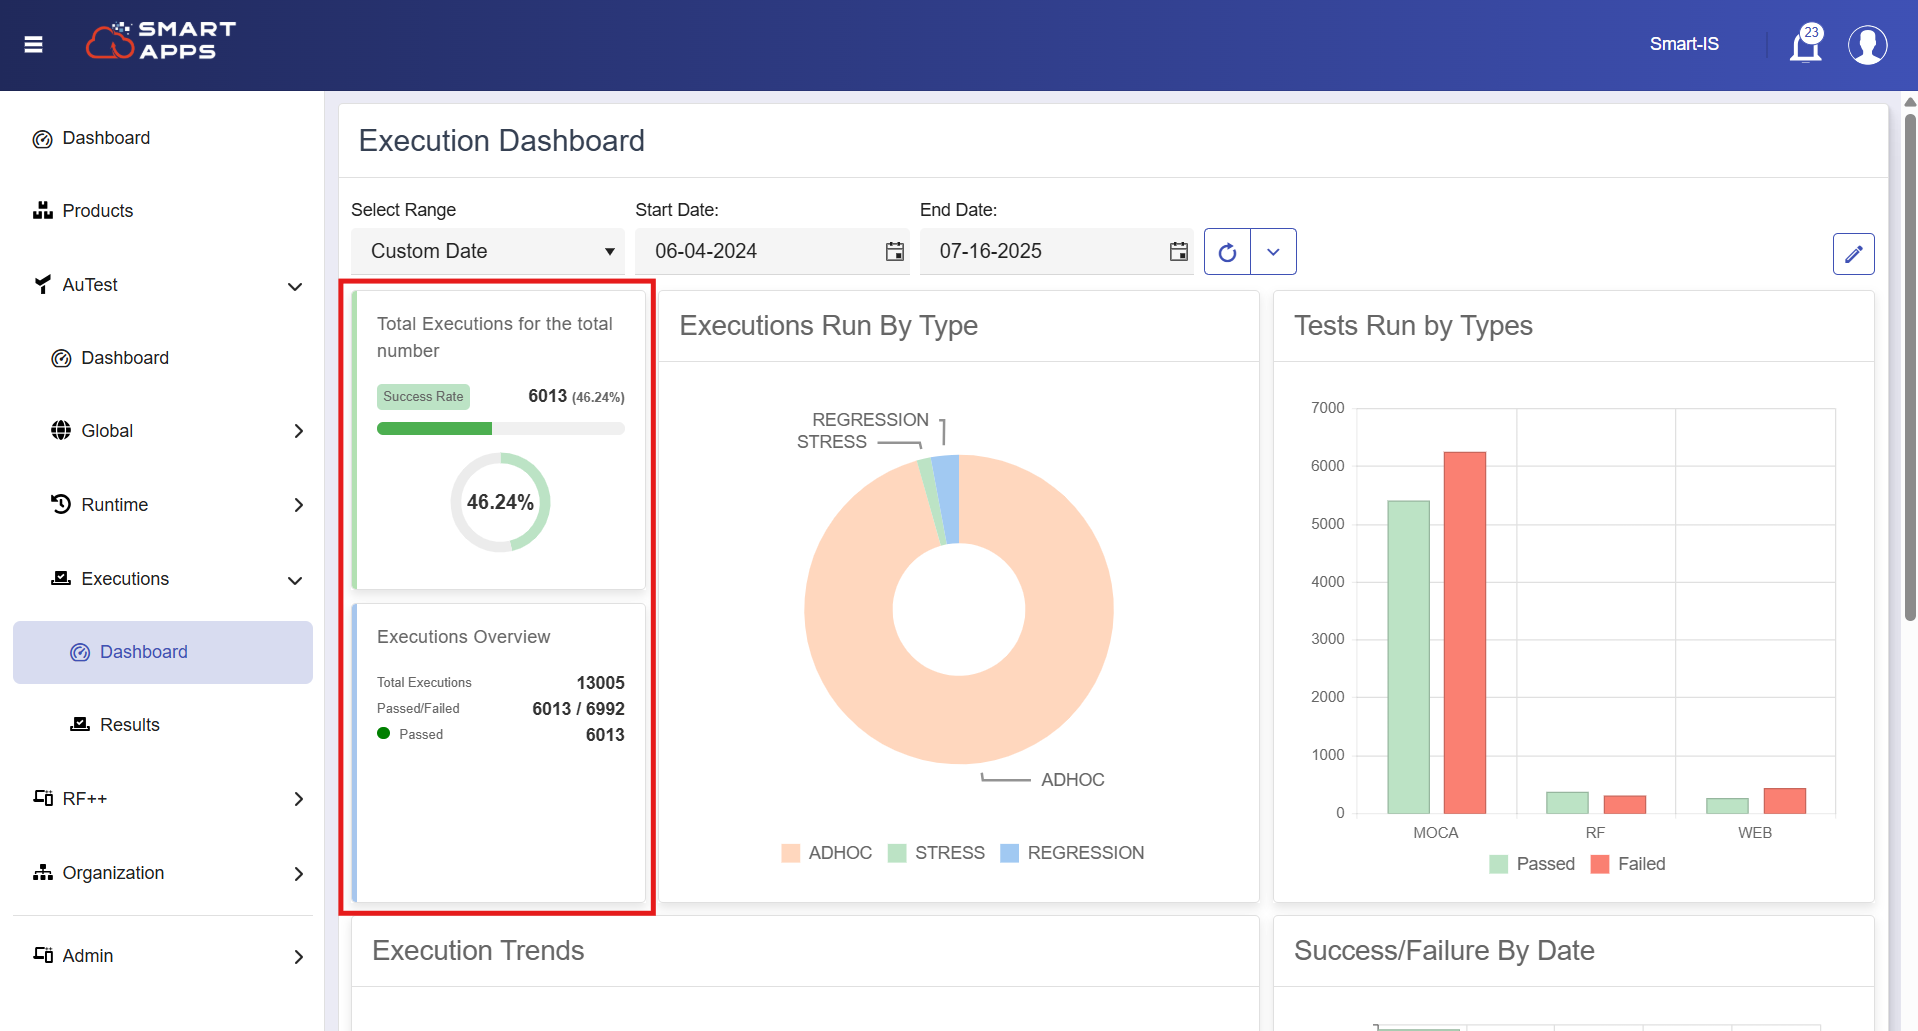 SMART
APPS
Smart-IS
23
Dashboard
Products
AuTest
Dashboard
Global
Runtime
Executions
Dashboard
Results
RF++
Organization
Admin
Execution Dashboard
Select Range
Start Date:
End Date:
Custom Date
06-04-2024
07-16-2025
Total Executions for the total
number
Success Rate
6013 (46.24%)
46.24%
Executions Overview
Total Executions 13005
Passed/Failed 6013 / 6992
Passed 6013
Executions Run By Type
REGRESSION
STRESS
ADHOC
ADHOC STRESS REGRESSION
Tests Run by Types
7000
6000
5000
4000
3000
2000
1000
0
MOCA RF WEB
Passed Failed
Execution Trends
Success/Failure By Date